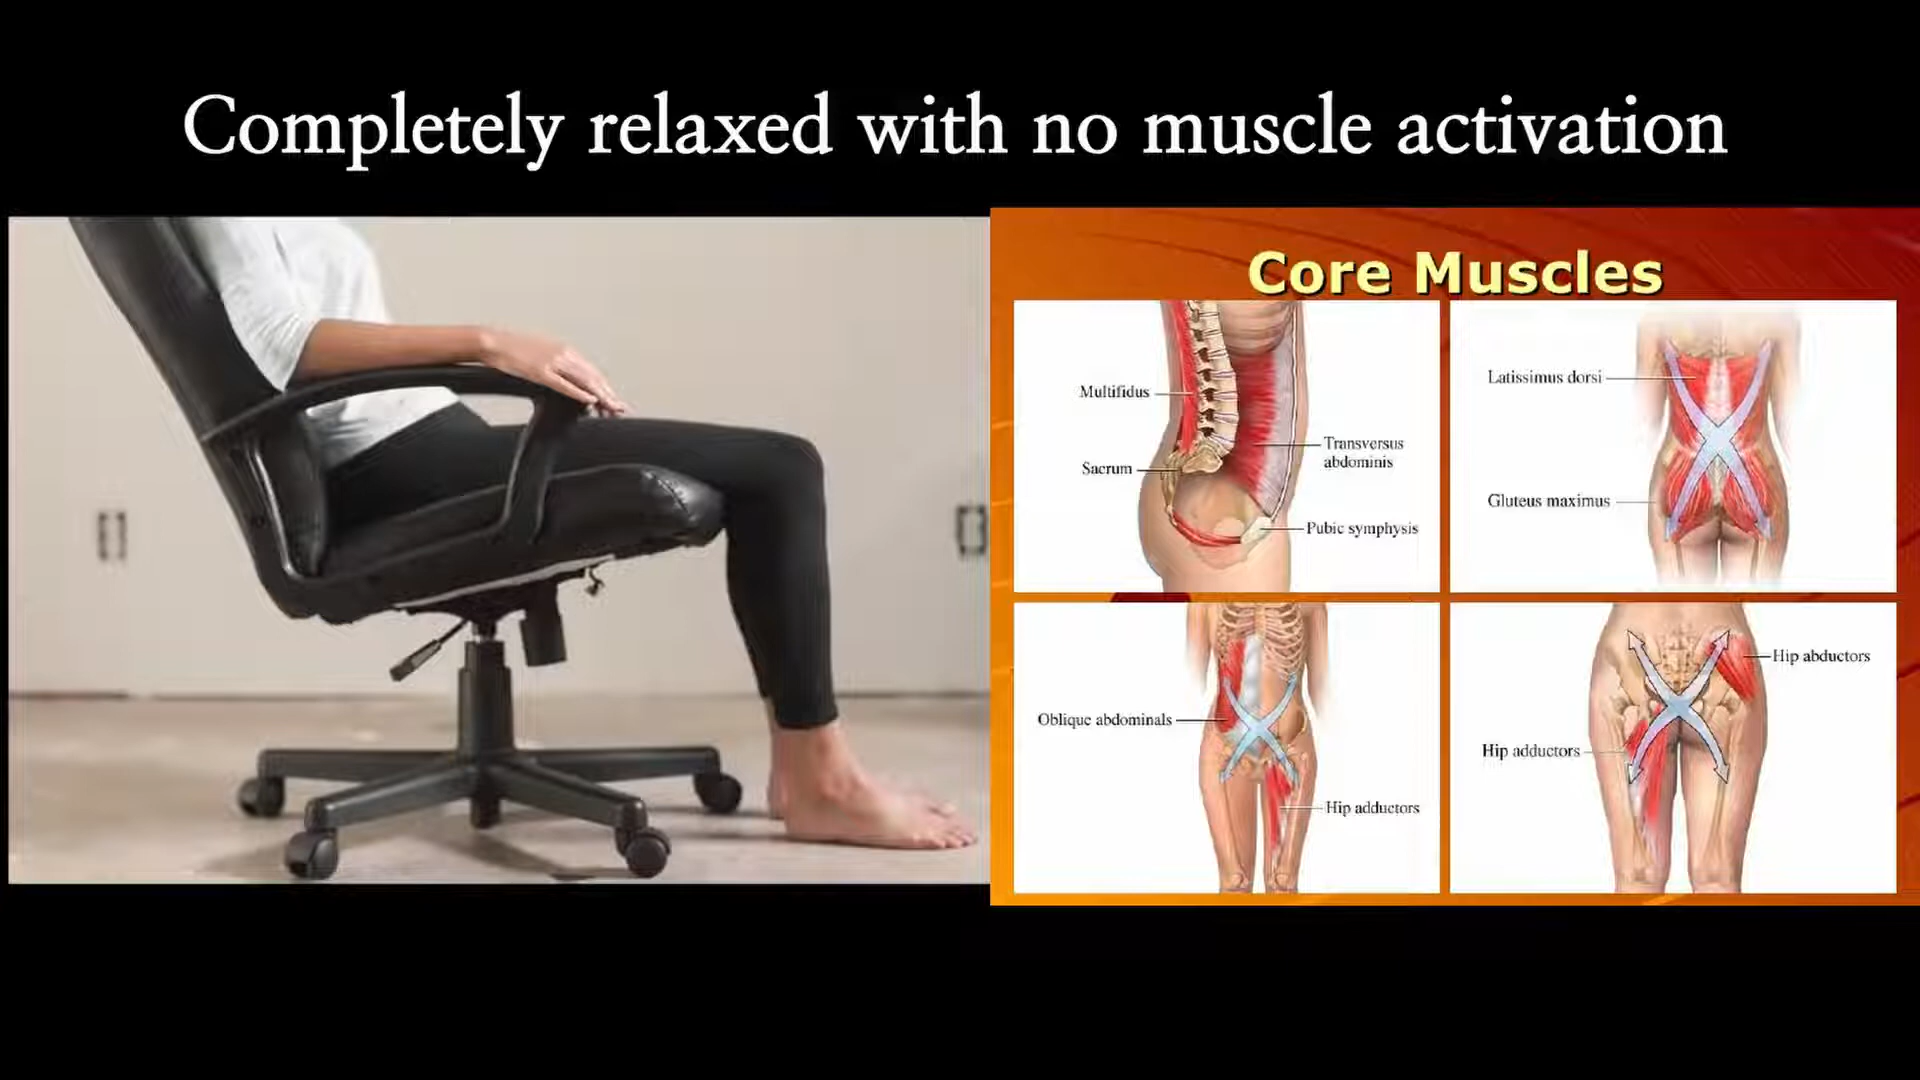 Completely relaxed with no muscle activation
Core Muscles
Multifidus
Sacrum
Transversus
abdominis
Pubic symphysis
Latissimus dorsi
Gluteus maximus
Oblique abdominals
Hip adductors
Hip abductors
Hip adductors